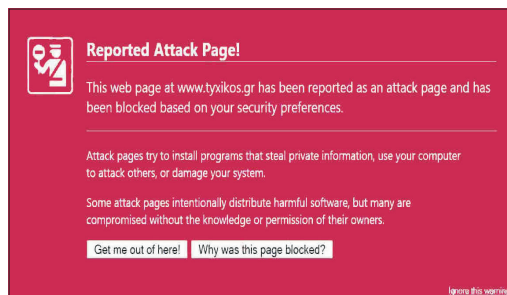 Reported Attack Page!
This web page at www.tyxikos.gr has been reported as an attack page and has
been blocked based on your security preferences.
Attack pages try to install programs that steal private information, use your computer
to attack others, or damage your system.
Some attack pages intentionally distribute harmful software, but many are
compromised without the knowledge or permission of their owners.
Get me out of here! Why was this page blocked?
Ignore this warning